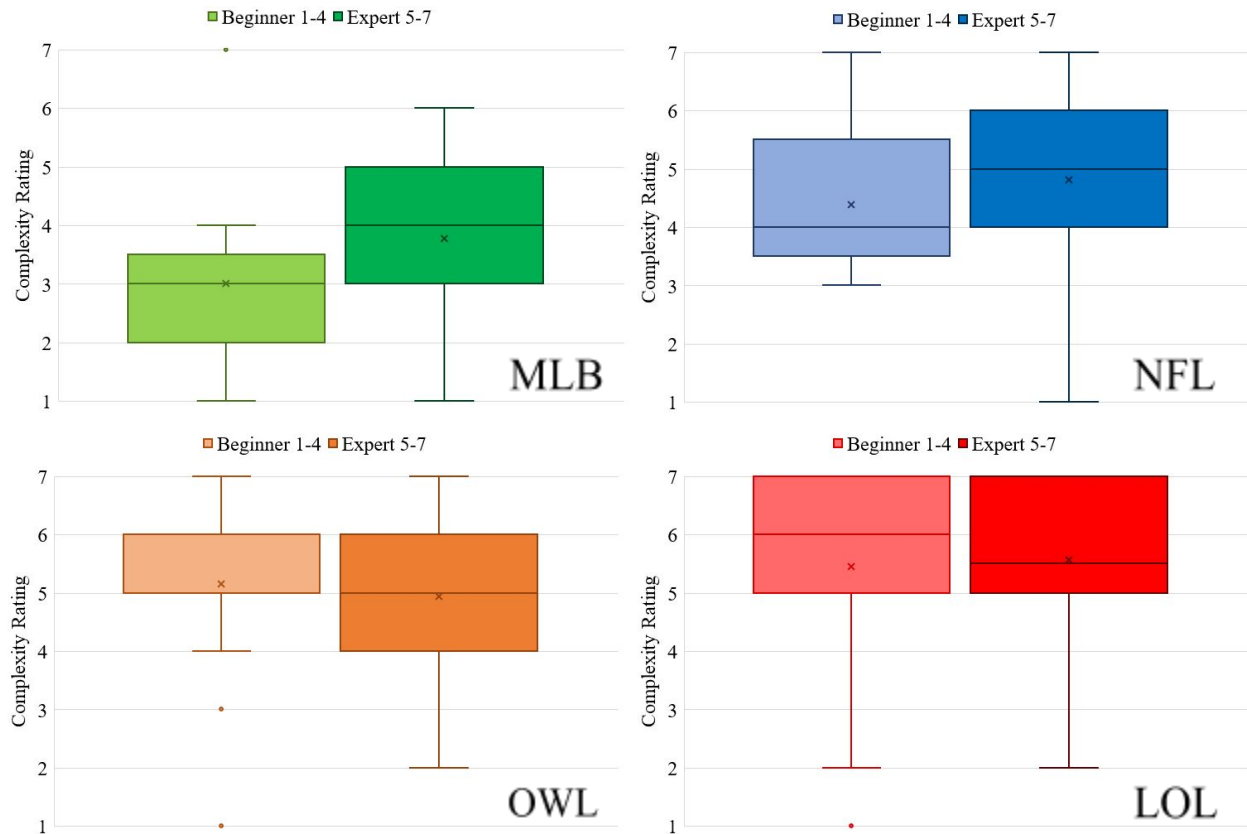 Beginner 1-4 Expert 5-7
Complexity Rating
7
6
5
4
3
2
1
MLB
Beginner 1-4 Expert 5-7
Complexity Rating
7
6
5
4
3
2
1
NFL
Beginner 1-4 Expert 5-7
Complexity Rating
7
6
5
4
3
2
1
OWL
Beginner 1-4 Expert 5-7
Complexity Rating
7
6
5
4
3
2
1
LOL